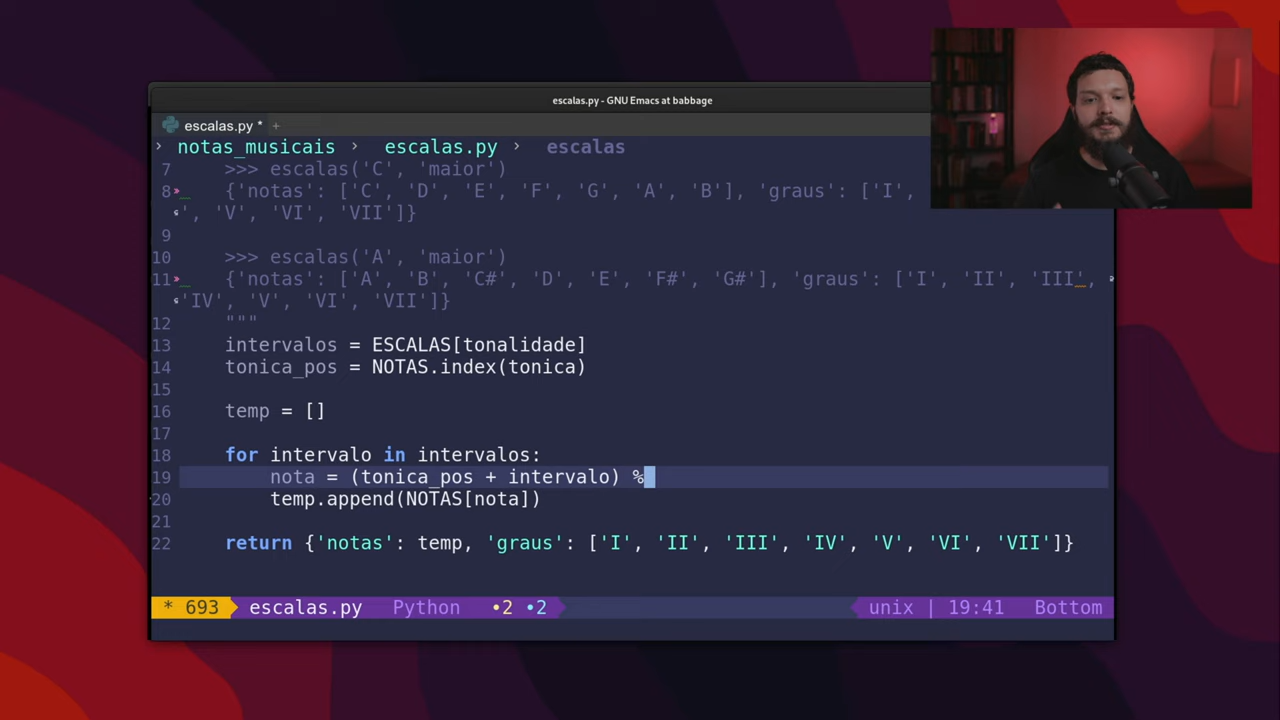 escalas.py - GNU Emacs at babbage
escalas.py * +
› notas_musicais › escalas.py › escalas
7 >>> escalas('C', 'maior')
8 {'notas': ['C', 'D', 'E', 'F', 'G', 'A', 'B'], 'graus': ['I',
', 'V', 'VI', 'VII']}
9
10 >>> escalas('A', 'maior')
11 {'notas': ['A', 'B', 'C#', 'D', 'E', 'F#', 'G#'], 'graus': ['I', 'II', 'III_,
'IV', 'V', 'VI', 'VII']}
12 """
13 intervalos = ESCALAS[tonalidade]
14 tonica_pos = NOTAS.index(tonica)
15
16 temp = []
17
18 for intervalo in intervalos:
19 nota = (tonica_pos + intervalo) %
20 temp.append(NOTAS[nota])
21
22 return {'notas': temp, 'graus': ['I', 'II', 'III', 'IV', 'V', 'VI', 'VII']}
* 693 escalas.py Python •2 •2 unix | 19:41 Bottom